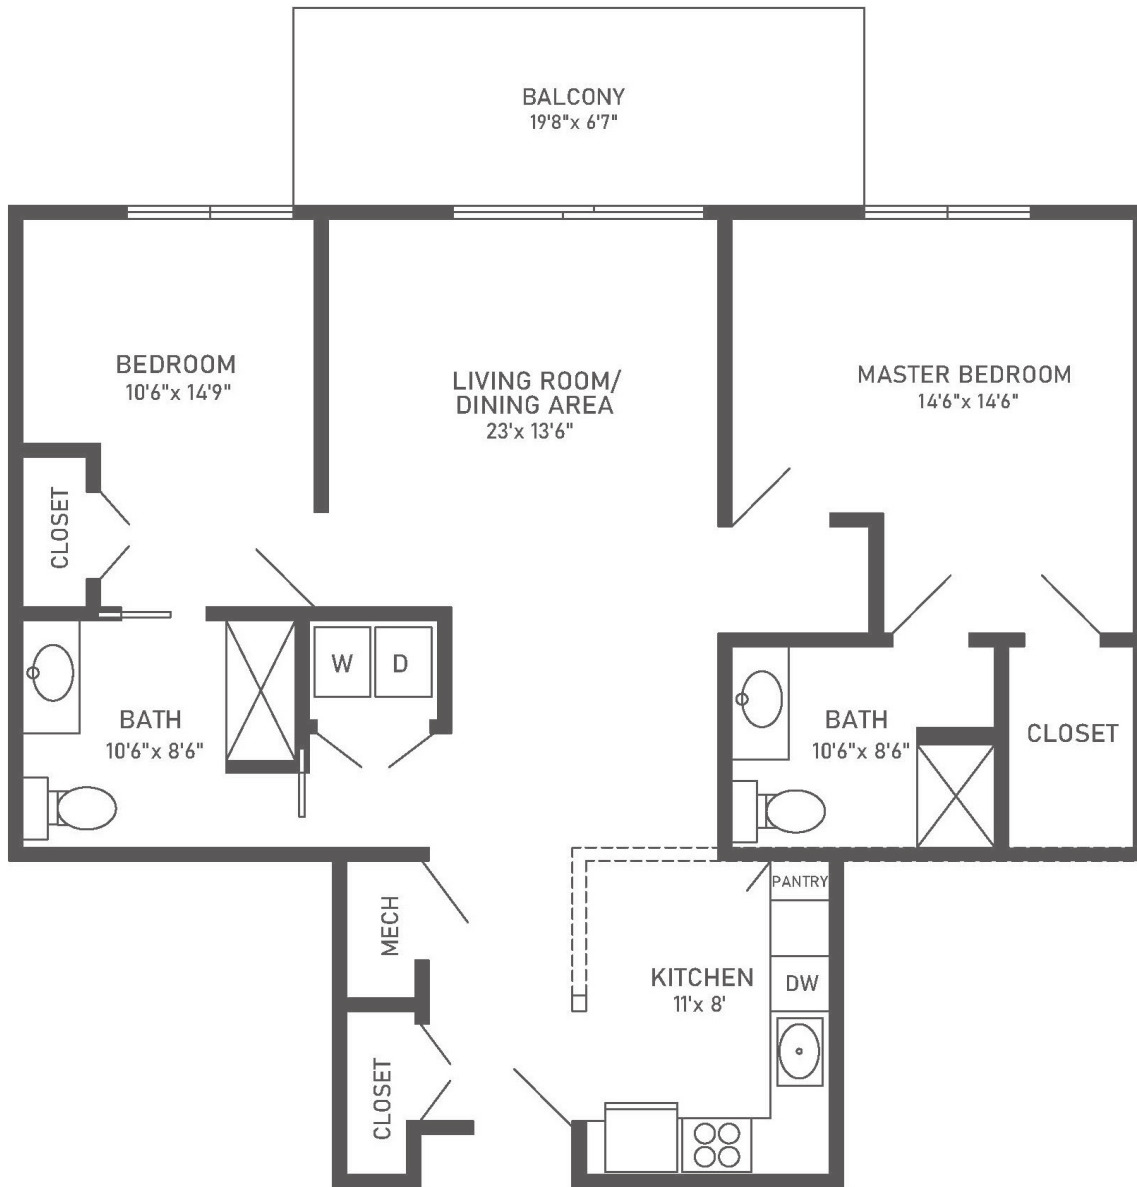 BALCONY
19'8"x 6'7"
BEDROOM
10'6"x 14'9"
LIVING ROOM/
DINING AREA
23'x 13'6"
MASTER BEDROOM
14'6"x 14'6"
CLOSET
W
D
BATH
10'6"x 8'6"
BATH
10'6"x 8'6"
CLOSET
MECH
PANTRY
KITCHEN
11'x 8'
DW
CLOSET